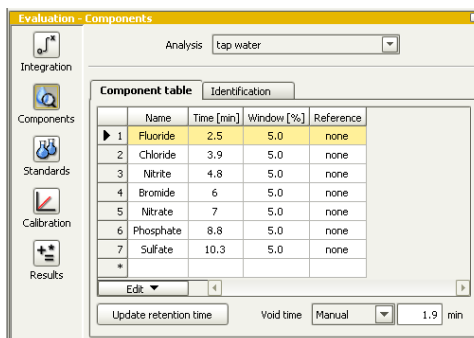 Evaluation - Components
Analysis tap water
Integration
Components
Standards
Calibration
Results
Component table Identification
Name Time [min] Window [%] Reference
1 Fluoride 2.5 5.0 none
2 Chloride 3.9 5.0 none
3 Nitrite 4.8 5.0 none
4 Bromide 6 5.0 none
5 Nitrate 7 5.0 none
6 Phosphate 8.8 5.0 none
7 Sulfate 10.3 5.0 none
*
Edit
Update retention time Void time Manual 1.9 min